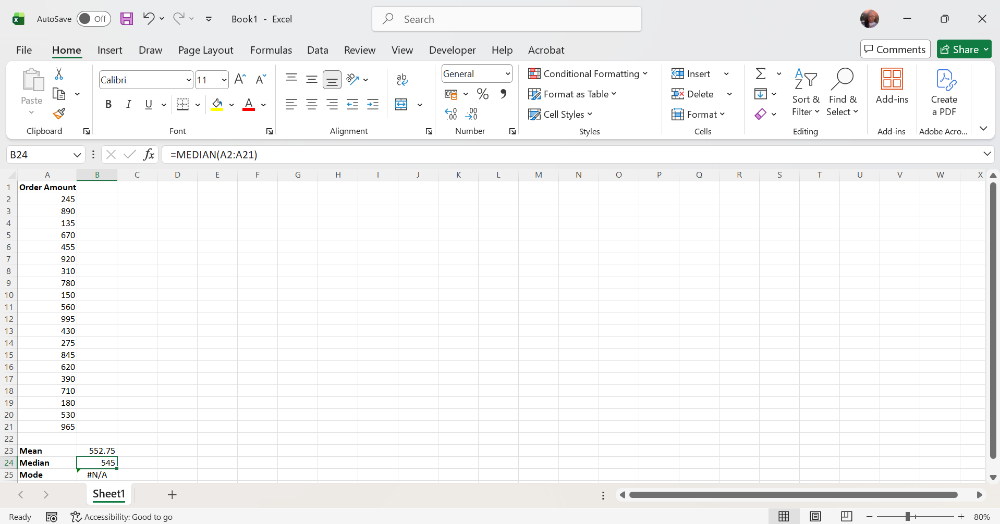 AutoSave Off Book1 - Excel Search
File Home Insert Draw Page Layout Formulas Data Review View Developer Help Acrobat Comments Share
Paste
Clipboard
Calibri 11
B I U A
Font
ab
Alignment
General
% 
Number
Conditional Formatting
Format as Table
Cell Styles
Styles
Insert
Delete
Format
Cells
Sort & Filter
Find & Select
Editing
Add-ins
Add-ins
Create a PDF
Adobe Acro...
B24 fx =MEDIAN(A2:A21)
A B C D E F G H I J K L M N O P Q R S T U V W X
1 Order Amount
2 245
3 890
4 135
5 670
6 455
7 920
8 310
9 780
10 150
11 560
12 995
13 430
14 275
15 845
16 620
17 390
18 710
19 180
20 530
21 965
22
23 Mean 552.75
24 Median 545
25 Mode #N/A
Sheet1
Ready Accessibility: Good to go 80%